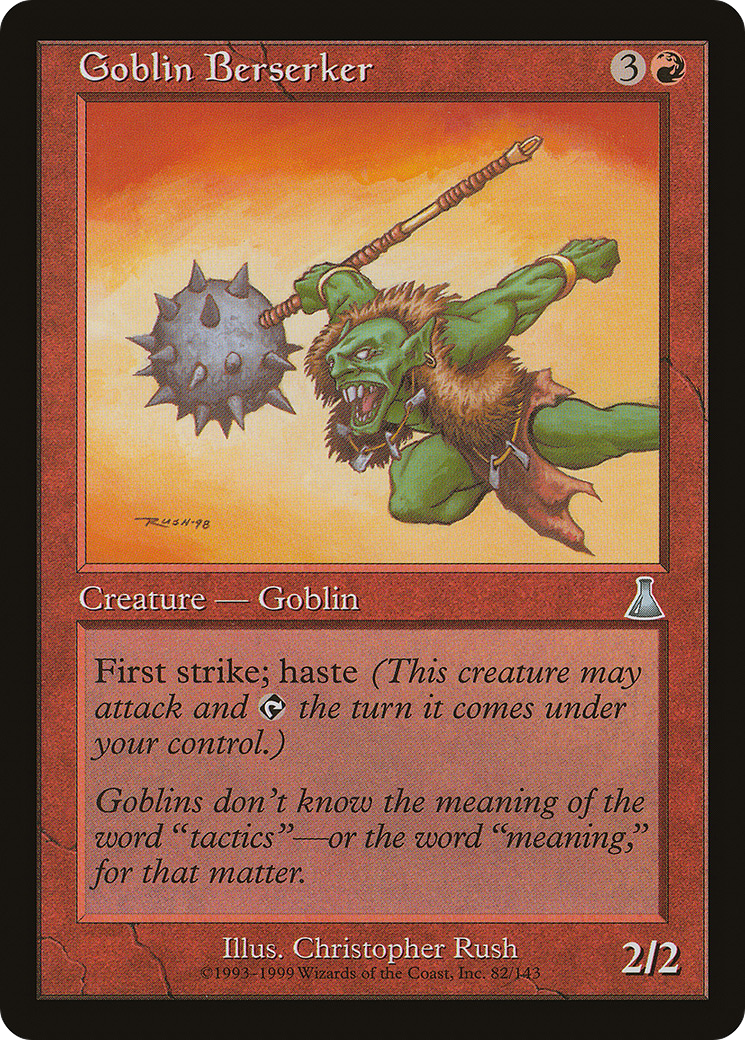 Goblin Berserker
3
RUSH-98
Creature — Goblin
First strike; haste (This creature may
attack and the turn it comes under
your control.)
Goblins don't know the meaning of the
word "tactics"—or the word "meaning,"
for that matter.
Illus. Christopher Rush
©1993–1999 Wizards of the Coast, Inc. 82/143
2/2